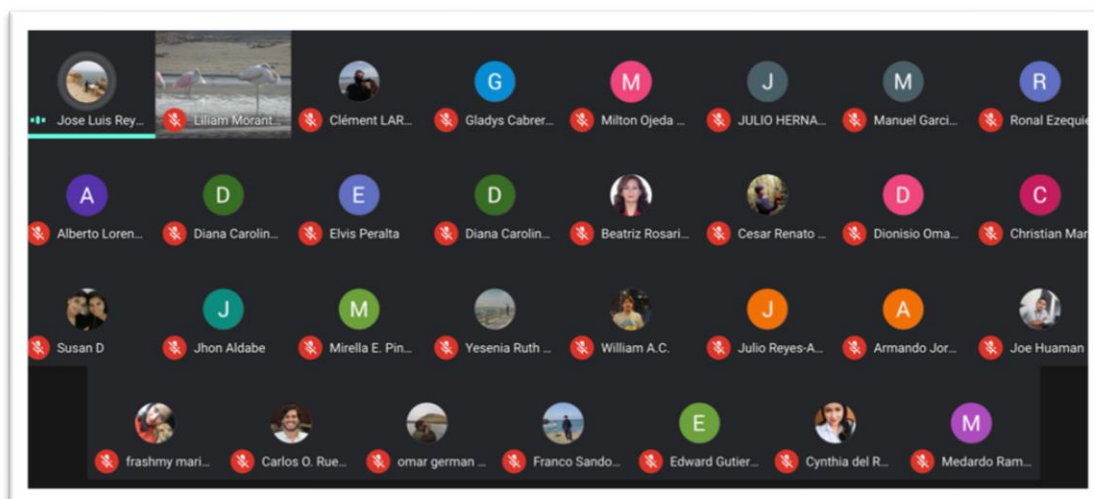 G M J M R
Jose Luis Rey... Liliam Morant... Clément LAR... Gladys Cabrer... Milton Ojeda ... JULIO HERNA... Manuel Garci... Ronal Ezequie
A D E D D C
Alberto Loren... Diana Carolin... Elvis Peralta Diana Carolin... Beatriz Rosari... Cesar Renato ... Dionisio Oma... Christian Mar
J M J A
Susan D Jhon Aldabe Mirella E. Pin... Yesenia Ruth ... William A.C. Julio Reyes-A... Armando Jor... Joe Huaman
E M
frashmy mari... Carlos O. Rue... omar german ... Franco Sando... Edward Gutier... Cynthia del R... Medardo Ram...